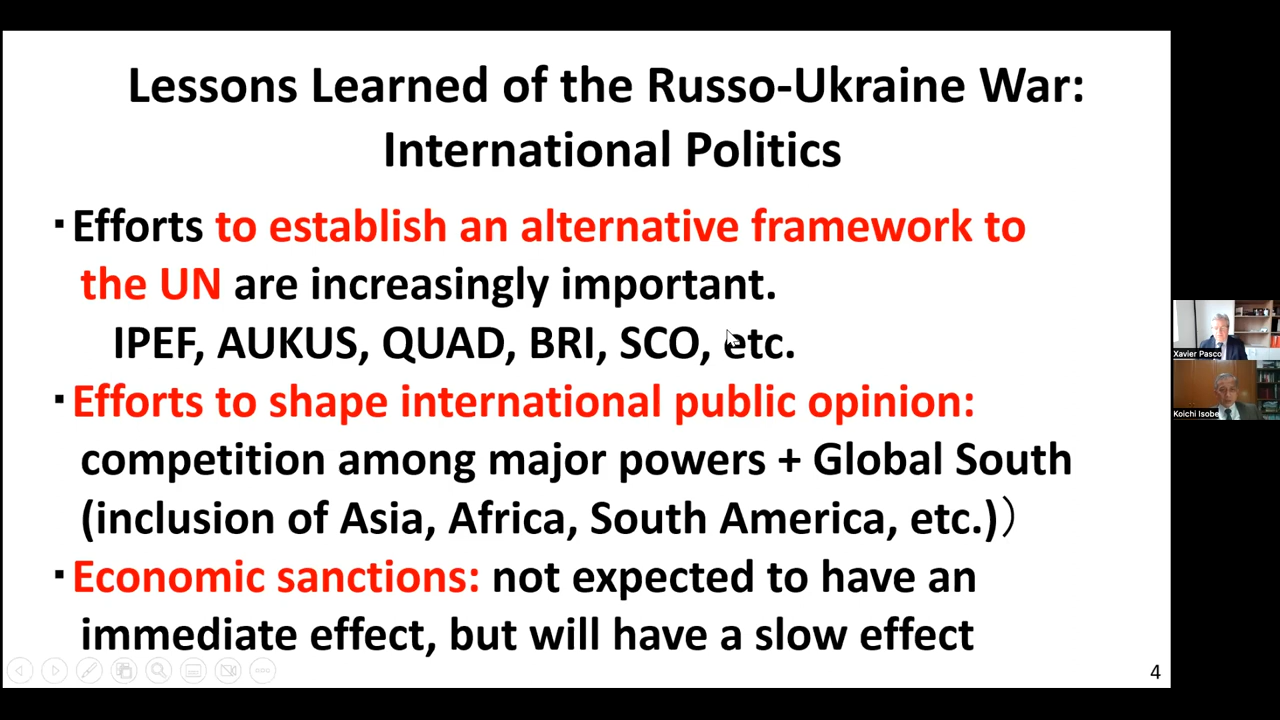 Lessons Learned of the Russo-Ukraine War:
International Politics
・Efforts to establish an alternative framework to
the UN are increasingly important.
IPEF, AUKUS, QUAD, BRI, SCO, etc.
・Efforts to shape international public opinion:
competition among major powers + Global South
(inclusion of Asia, Africa, South America, etc.)）
・Economic sanctions: not expected to have an
immediate effect, but will have a slow effect
4
Xavier Pasco
Koichi Isobe